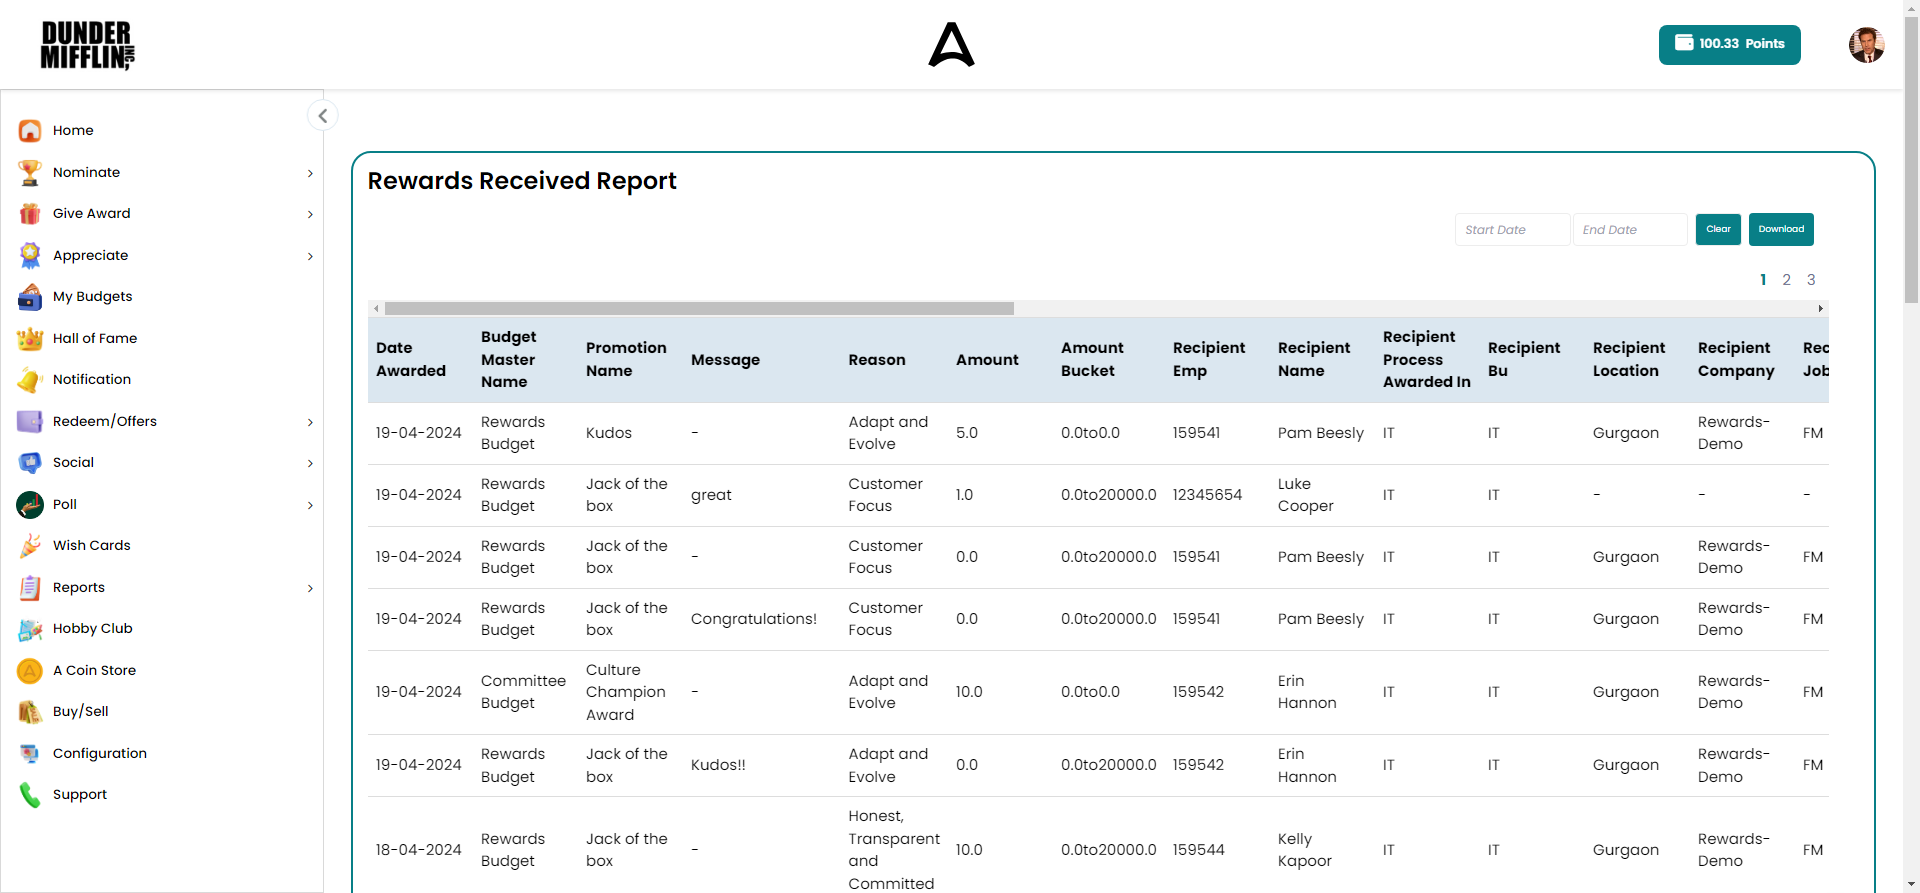 DUNDER
MIFFLIN, INC
100.33 Points
Home
Nominate
Give Award
Appreciate
My Budgets
Hall of Fame
Notification
Redeem/Offers
Social
Poll
Wish Cards
Reports
Hobby Club
A Coin Store
Buy/Sell
Configuration
Support
Rewards Received Report
Start Date End Date Clear Download
1 2 3
Date Awarded Budget Master Name Promotion Name Message Reason Amount Amount Bucket Recipient Emp Recipient Name Recipient Process Awarded In Recipient Bu Recipient Location Recipient Company Rec Job
19-04-2024 Rewards Budget Kudos - Adapt and Evolve 5.0 0.0to0.0 159541 Pam Beesly IT IT Gurgaon Rewards-Demo FM
19-04-2024 Rewards Budget Jack of the box great Customer Focus 1.0 0.0to20000.0 12345654 Luke Cooper IT IT - - -
19-04-2024 Rewards Budget Jack of the box - Customer Focus 0.0 0.0to20000.0 159541 Pam Beesly IT IT Gurgaon Rewards-Demo FM
19-04-2024 Rewards Budget Jack of the box Congratulations! Customer Focus 0.0 0.0to20000.0 159541 Pam Beesly IT IT Gurgaon Rewards-Demo FM
19-04-2024 Committee Budget Culture Champion Award - Adapt and Evolve 10.0 0.0to0.0 159542 Erin Hannon IT IT Gurgaon Rewards-Demo FM
19-04-2024 Rewards Budget Jack of the box Kudos!! Adapt and Evolve 0.0 0.0to20000.0 159542 Erin Hannon IT IT Gurgaon Rewards-Demo FM
18-04-2024 Rewards Budget Jack of the box - Honest, Transparent and Committed 10.0 0.0to20000.0 159544 Kelly Kapoor IT IT Gurgaon Rewards-Demo FM